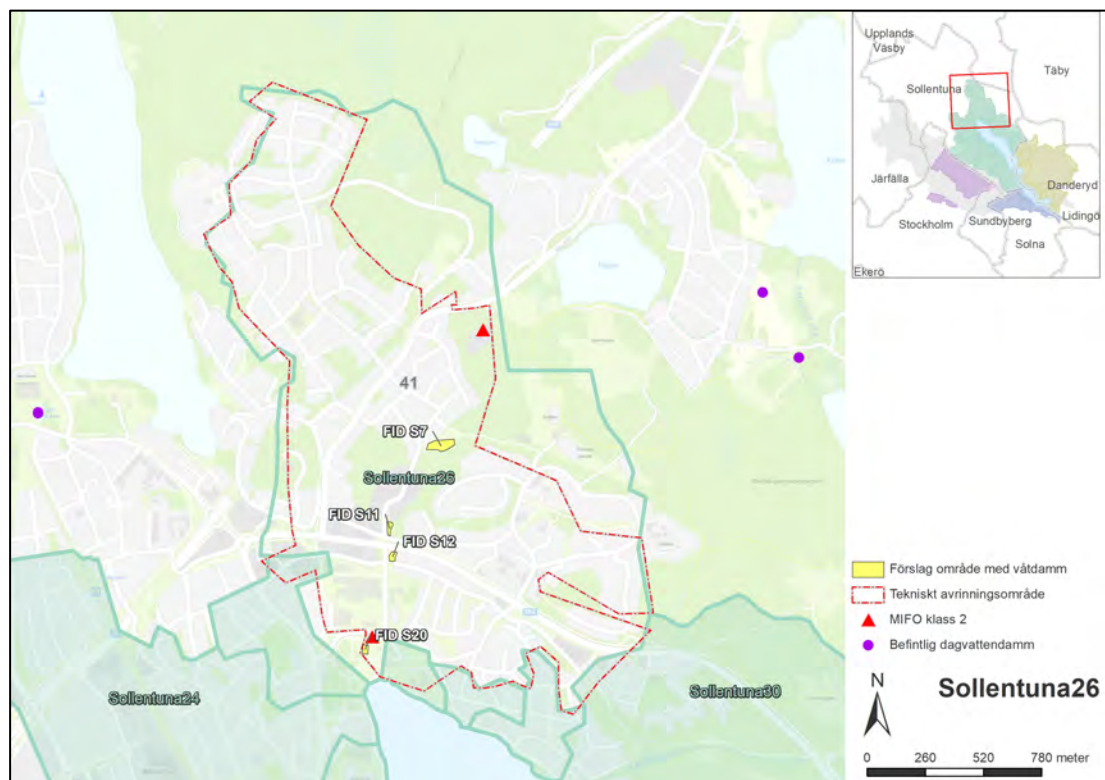 41
FID S7
Sollentuna26
FID S11
FID S12
FID S20
Sollentuna24
Sollentuna30
Upplands
Väsby
Täby
Sollentuna
Järfälla
Danderyd
Stockholm
Sundbyberg
Lidingö
Solna
Ekerö
Förslag område med våtdamm
Tekniskt avrinningsområde
MIFO klass 2
Befintlig dagvattendamm
N
Sollentuna26
0 260 520 780 meter